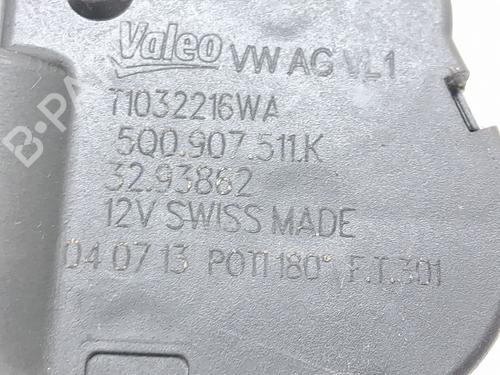 Valeo VW AG VL1
T1032216WA
5Q0.907.511.K
32.93862
12V SWISS MADE
04 07 13 POTI 180° F.T.301
B-PARTS